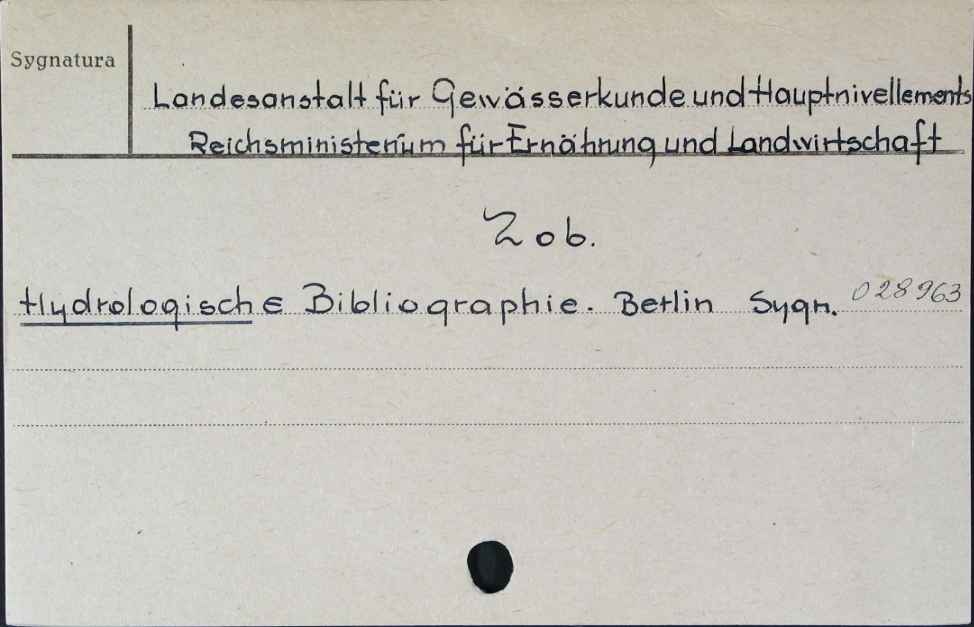 Sygnatura
Landesanstalt für Gewässerkunde und Hauptnivellements
Reichsministerium für Ernährung und Landwirtschaft
Zob.
Hydrologische Bibliographie. Berlin Sygn. 028963